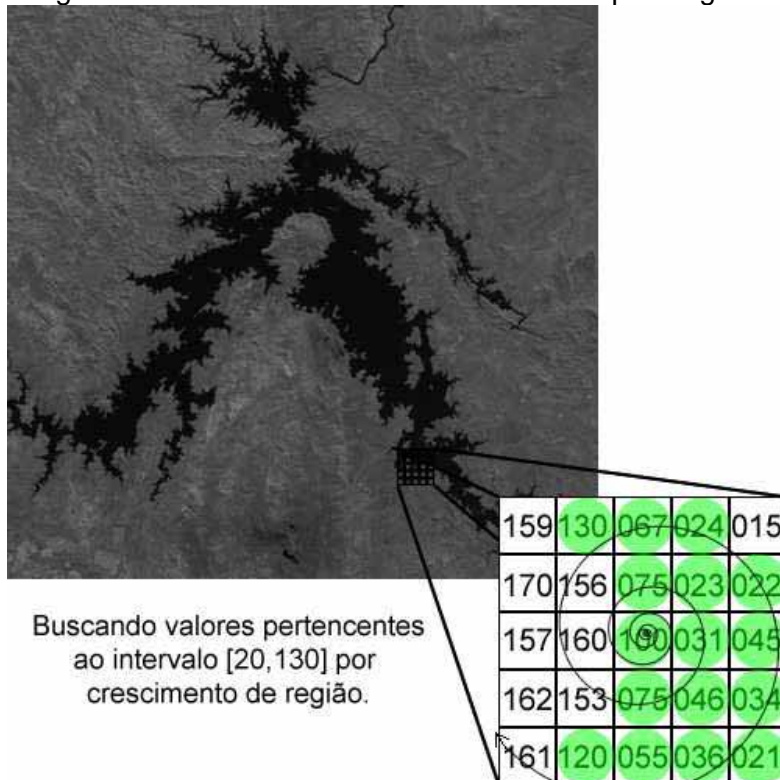 159 130 067 024 015
170 156 075 023 022
Buscando valores pertencentes
ao intervalo [20,130] por
crescimento de região.
157 160 100 031 045
162 153 075 046 034
161 120 055 036 021